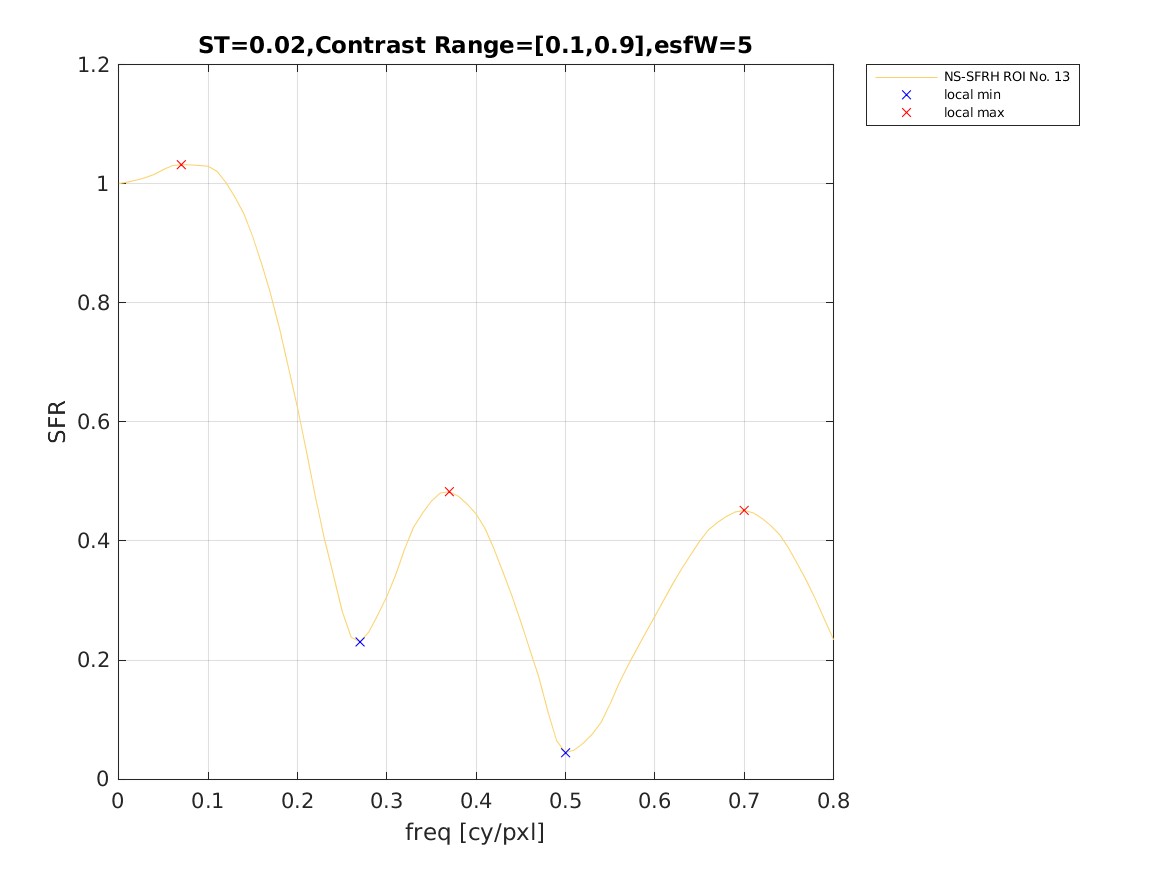 ST=0.02,Contrast Range=[0.1,0.9],esfW=5
NS-SFRH ROI No. 13
local min
local max
1.2
1
0.8
0.6
0.4
0.2
0
SFR
0 0.1 0.2 0.3 0.4 0.5 0.6 0.7 0.8
freq [cy/pxl]